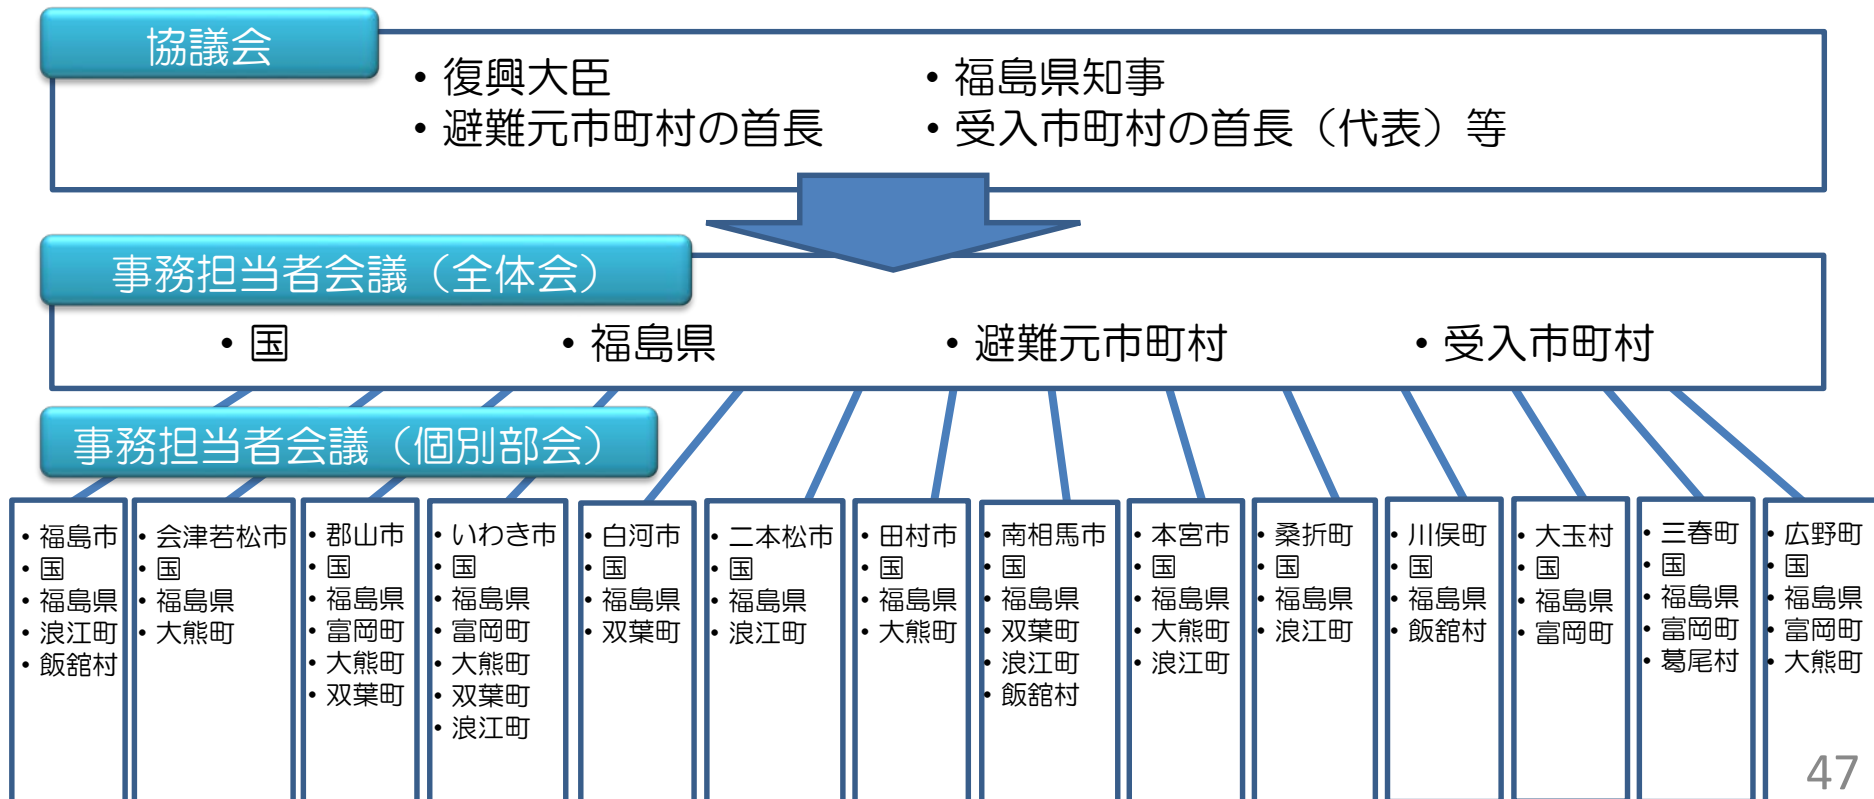 協議会
・復興大臣
・福島県知事
・避難元市町村の首長
・受入市町村の首長（代表）等
事務担当者会議（全体会）
・国
・福島県
・避難元市町村
・受入市町村
事務担当者会議（個別部会）
・福島市
・国
・福島県
・浪江町
・飯舘村
・会津若松市
・国
・福島県
・大熊町
・郡山市
・国
・福島県
・富岡町
・大熊町
・双葉町
・いわき市
・国
・福島県
・富岡町
・大熊町
・双葉町
・浪江町
・白河市
・国
・福島県
・双葉町
・二本松市
・国
・福島県
・浪江町
・田村市
・国
・福島県
・大熊町
・南相馬市
・国
・福島県
・双葉町
・浪江町
・飯舘村
・本宮市
・国
・福島県
・大熊町
・浪江町
・桑折町
・国
・福島県
・浪江町
・川俣町
・国
・福島県
・飯舘村
・大玉村
・国
・福島県
・富岡町
・三春町
・国
・福島県
・富岡町
・葛尾村
・広野町
・国
・福島県
・富岡町
・大熊町
47